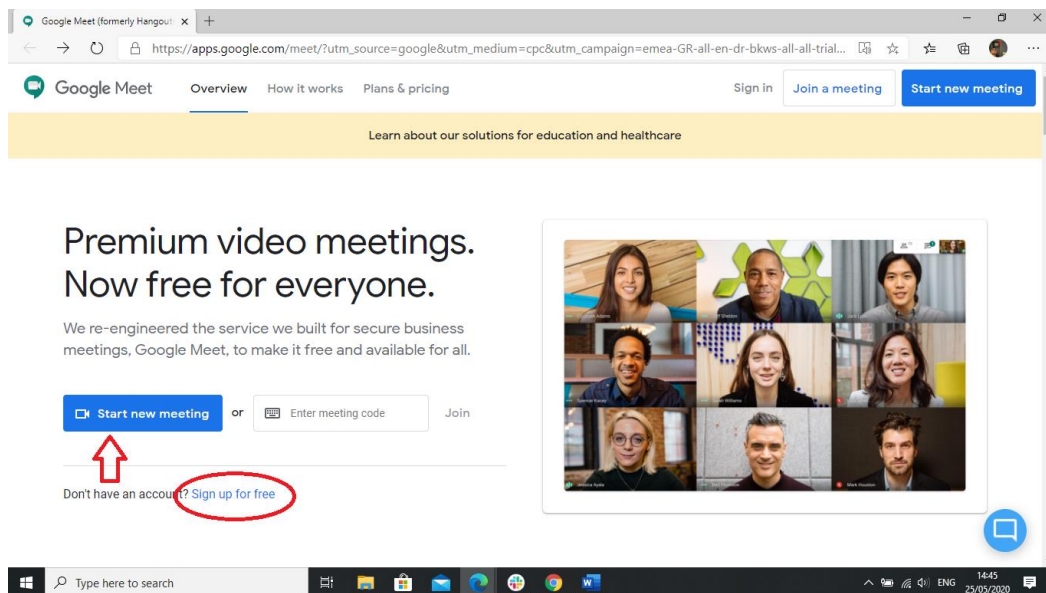 Google Meet (formerly Hangout
https://apps.google.com/meet/?utm_source=google&utm_medium=cpc&utm_campaign=emea-GR-all-en-dr-bkws-all-all-trial...
Google Meet Overview How it works Plans & pricing Sign in Join a meeting Start new meeting
Learn about our solutions for education and healthcare
Premium video meetings.
Now free for everyone.
We re-engineered the service we built for secure business
meetings, Google Meet, to make it free and available for all.
Start new meeting or Enter meeting code Join
Don't have an account? Sign up for free
Jessica Ayala
Mark Houston
Type here to search
ENG
14:45
25/05/2020